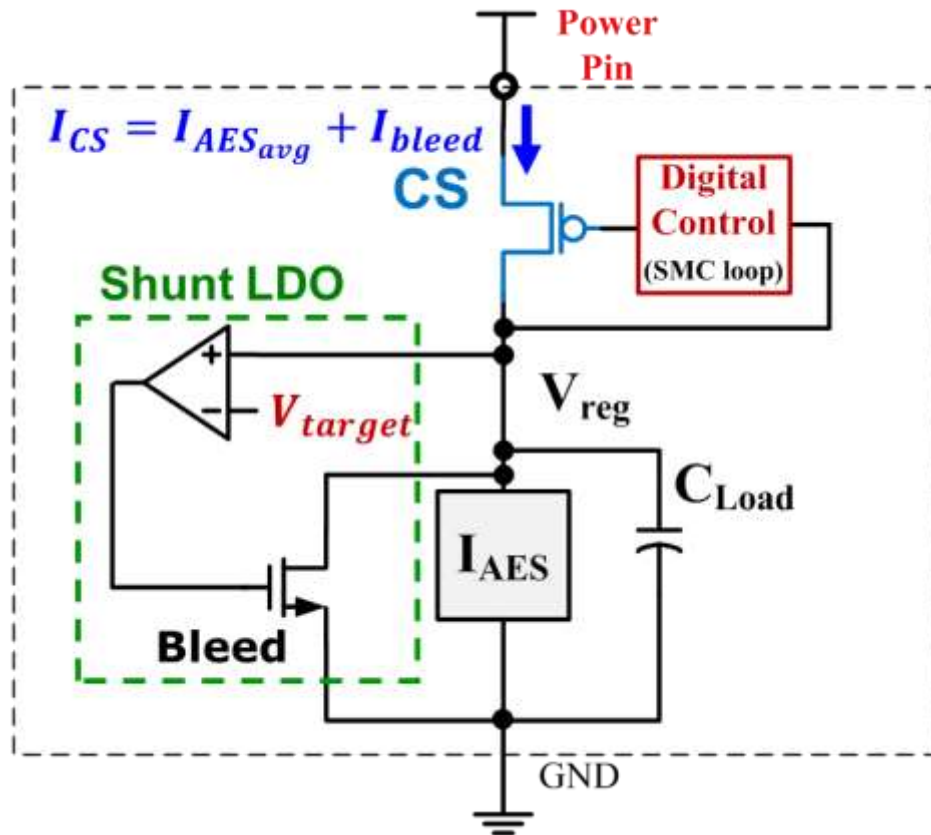 Power
Pin
I_CS = I_AES_avg + I_bleed
CS
Digital
Control
(SMC loop)
Shunt LDO
+
V_reg
− V_target
C_Load
I_AES
Bleed
GND